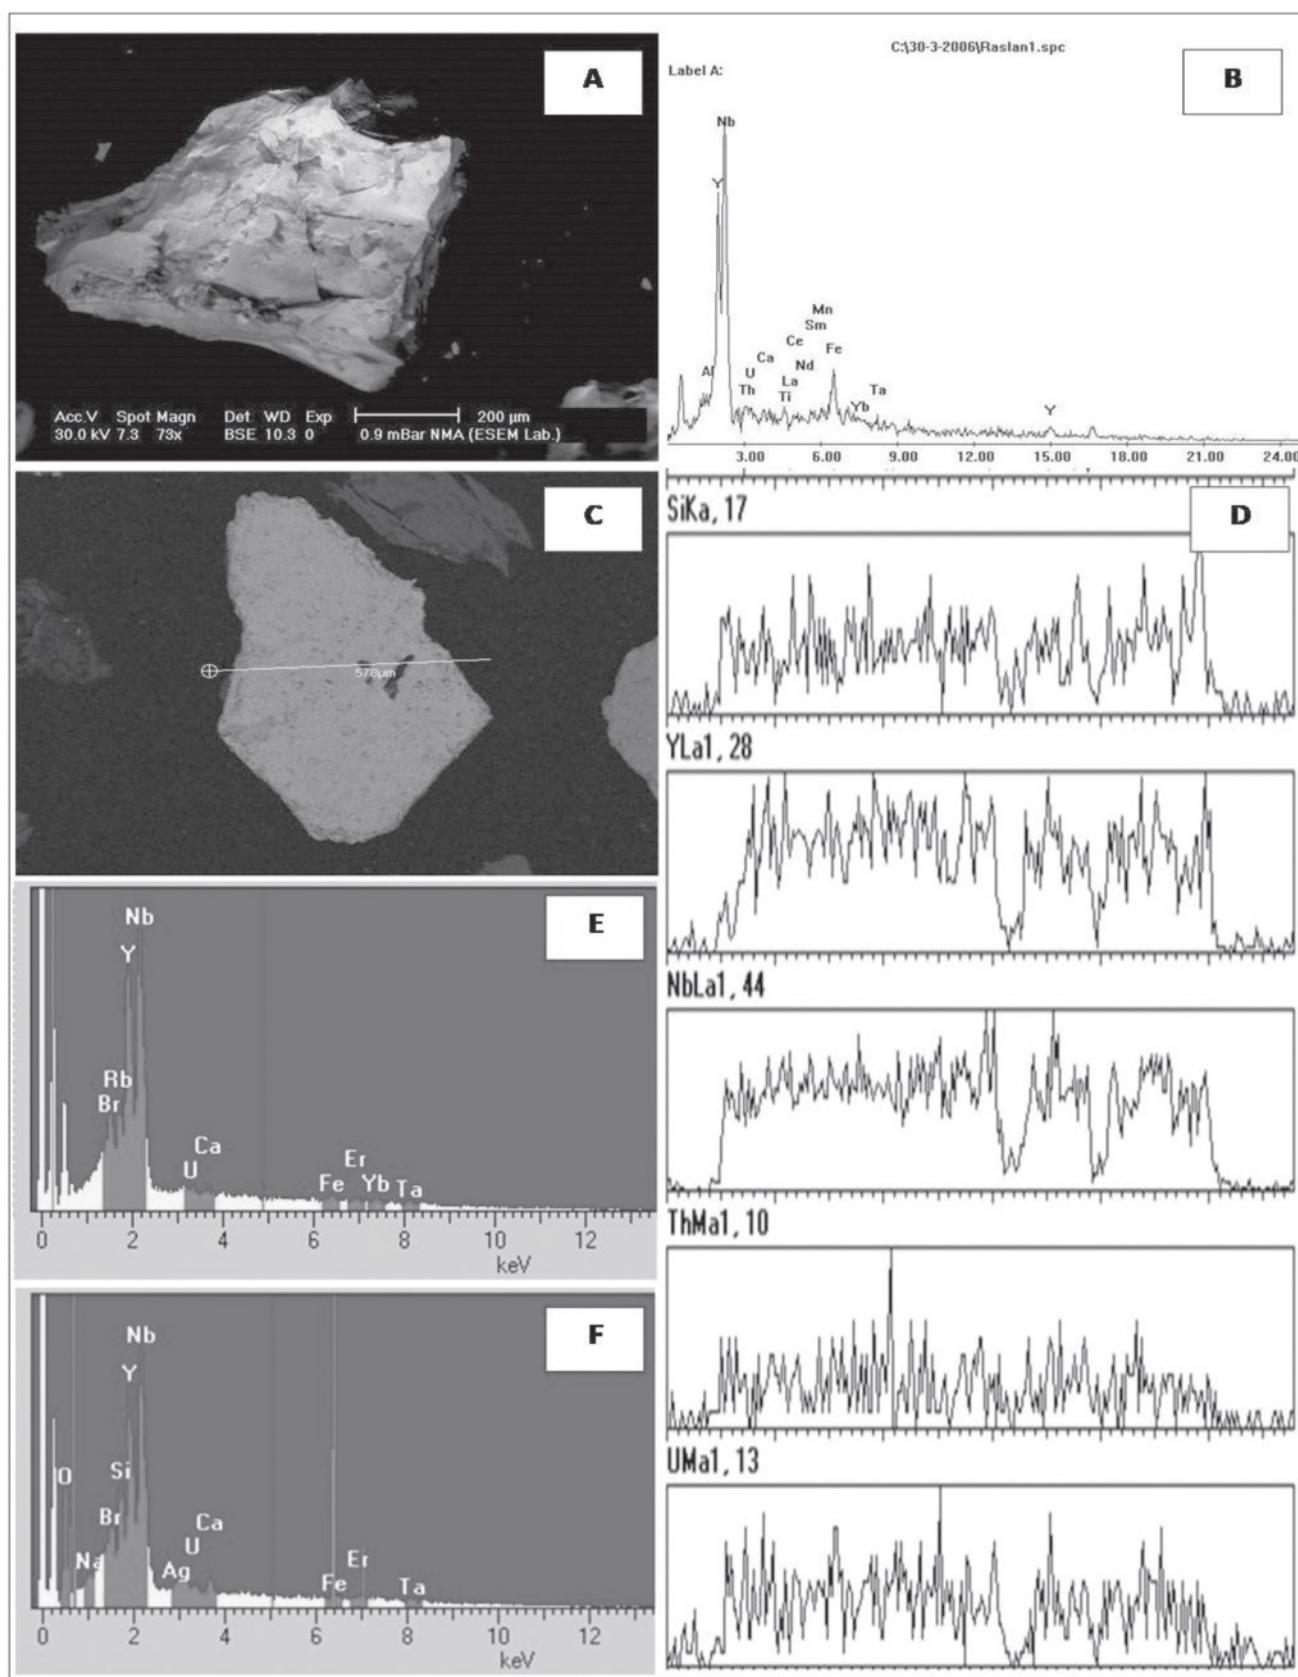 A
Acc.V Spot Magn Det WD Exp 200 µm
30.0 kV 7.3 73x BSE 10.3 0 0.9 mBar NMA (ESEM Lab.)
C:\30-3-2006\Raslan1.spc
Label A:
B
Nb
Y
Mn
Sm
Ce
Fe
Ca
Nd
U
Al
La
Ta
Th
Ti
Yb
Y
3.00 6.00 9.00 12.00 15.00 18.00 21.00 24.00
C
578µm
SiKa, 17
D
YLa1, 28
NbLa1, 44
ThMa1, 10
UMa1, 13
E
Nb
Y
Rb
Br
Ca
U
Er
Fe
Yb
Ta
0 2 4 6 8 10 12
keV
F
Nb
Y
O
Si
Br
Ca
U
Na
Ag
Er
Fe
Ta
0 2 4 6 8 10 12
keV